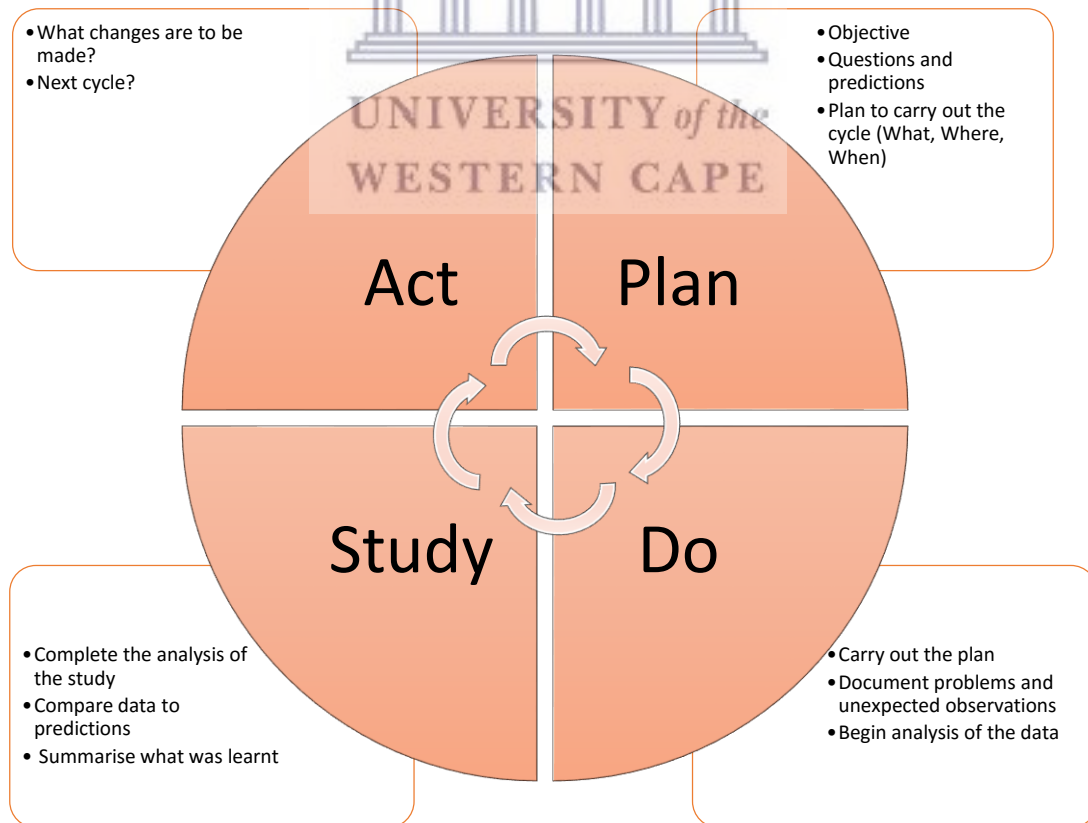 •What changes are to be
made?
•Next cycle?
•Objective
•Questions and
predictions
•Plan to carry out the
cycle (What, Where,
When)
UNIVERSITY of the
WESTERN CAPE
Act
Plan
Study
Do
•Complete the analysis of
the study
•Compare data to
predictions
• Summarise what was learnt
•Carry out the plan
•Document problems and
unexpected observations
•Begin analysis of the data